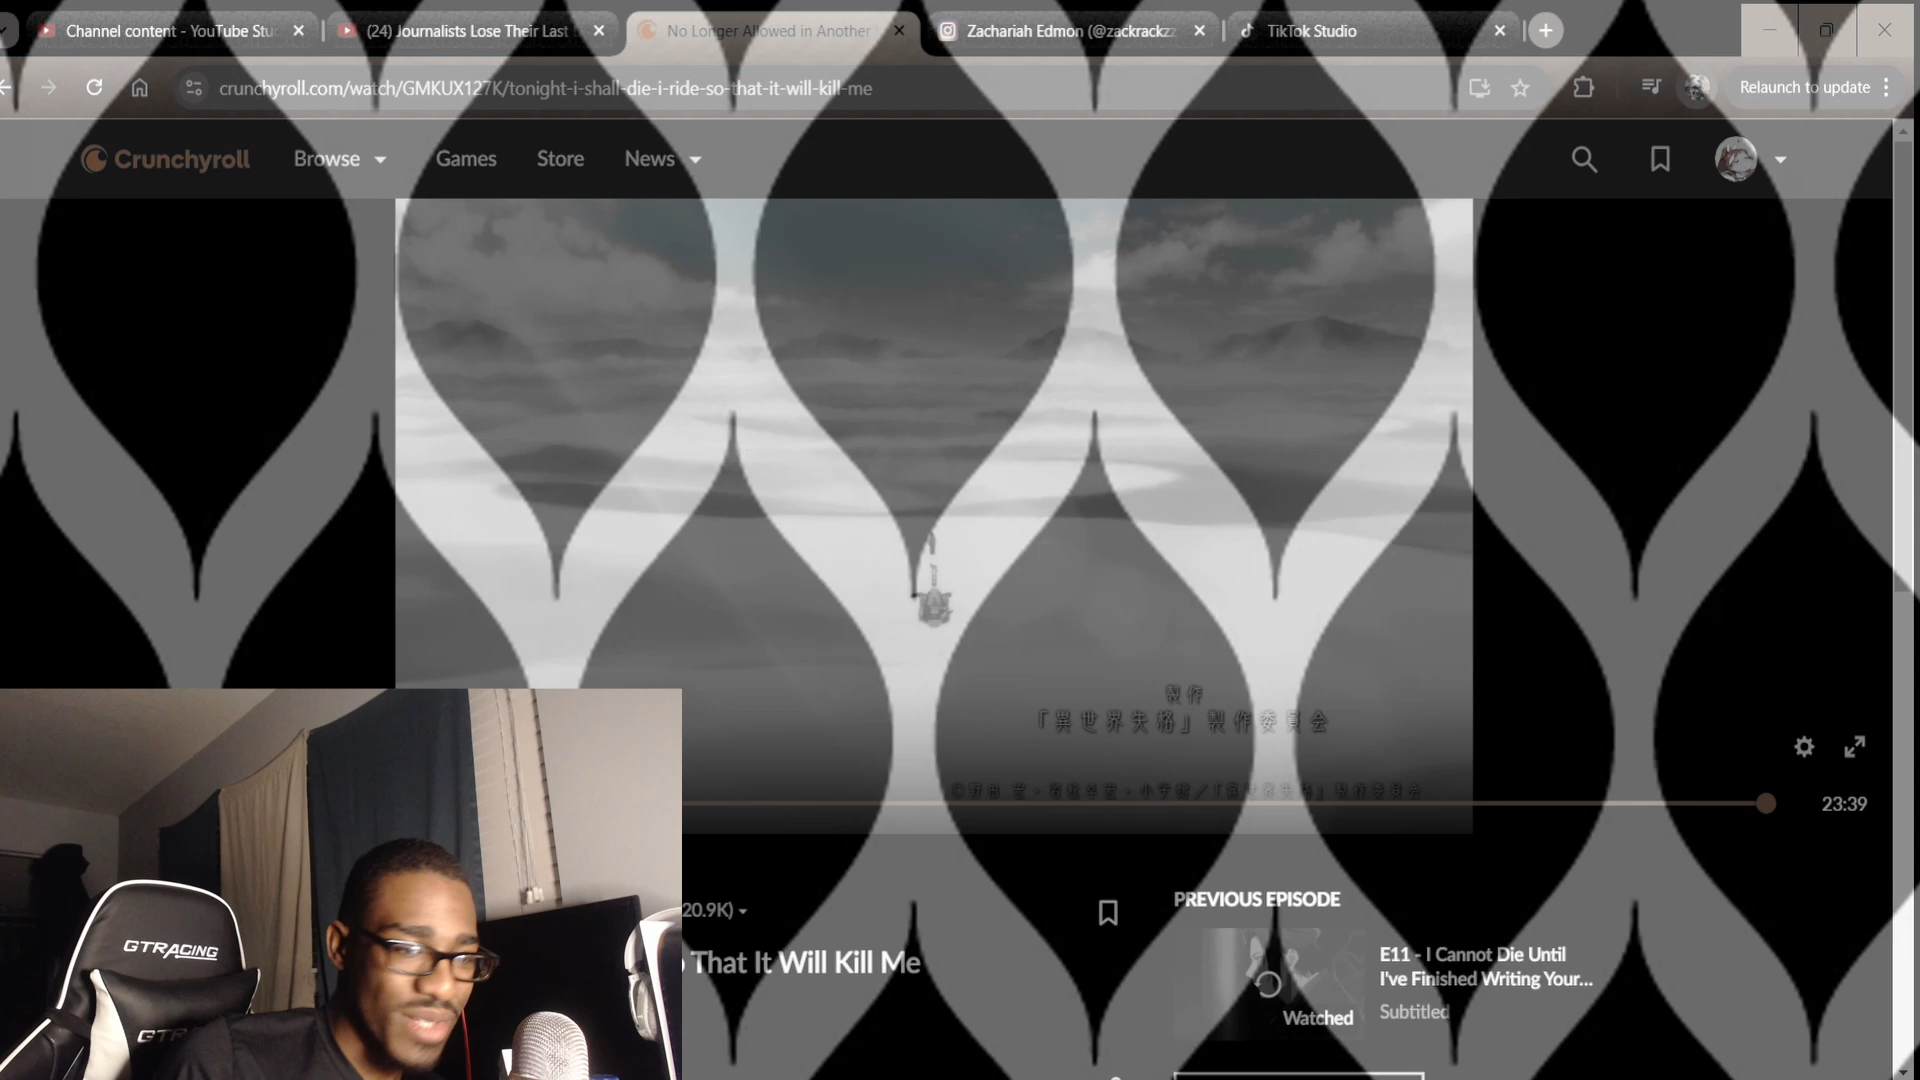 Channel content - YouTube Stu
(24) Journalists Lose Their Last
No Longer Allowed in Another
Zachariah Edmon (@zackrackzz
TikTok Studio
crunchyroll.com/watch/GMKUX127K/tonight-i-shall-die-i-ride-so-that-it-will-kill-me
Relaunch to update
Crunchyroll
Browse
Games
Store
News
製作
「異世界失格」製作委員会
23:39
20.9K)
That It Will Kill Me
PREVIOUS EPISODE
E11 - I Cannot Die Until
I've Finished Writing Your...
Watched
Subtitled
GTRACING